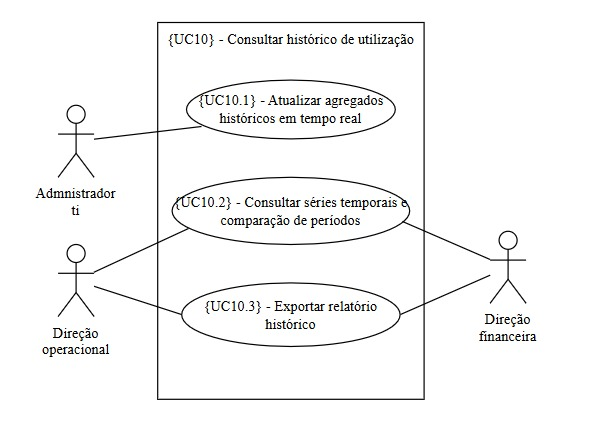 {UC10} - Consultar histórico de utilização
{UC10.1} - Atualizar agregados
históricos em tempo real
Admnistrador
ti
{UC10.2} - Consultar séries temporais e
comparação de períodos
Direção
operacional
{UC10.3} - Exportar relatório
histórico
Direção
financeira